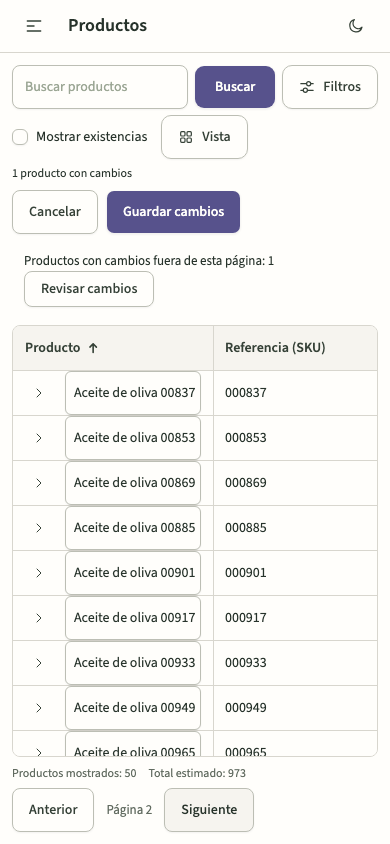 Productos
Buscar productos
Buscar
Filtros
Mostrar existencias
Vista
1 producto con cambios
Cancelar
Guardar cambios
Productos con cambios fuera de esta página: 1
Revisar cambios
Producto ↑ Referencia (SKU)
Aceite de oliva 00837 000837
Aceite de oliva 00853 000853
Aceite de oliva 00869 000869
Aceite de oliva 00885 000885
Aceite de oliva 00901 000901
Aceite de oliva 00917 000917
Aceite de oliva 00933 000933
Aceite de oliva 00949 000949
Aceite de oliva 00965 000965
Productos mostrados: 50 Total estimado: 973
Anterior Página 2 Siguiente